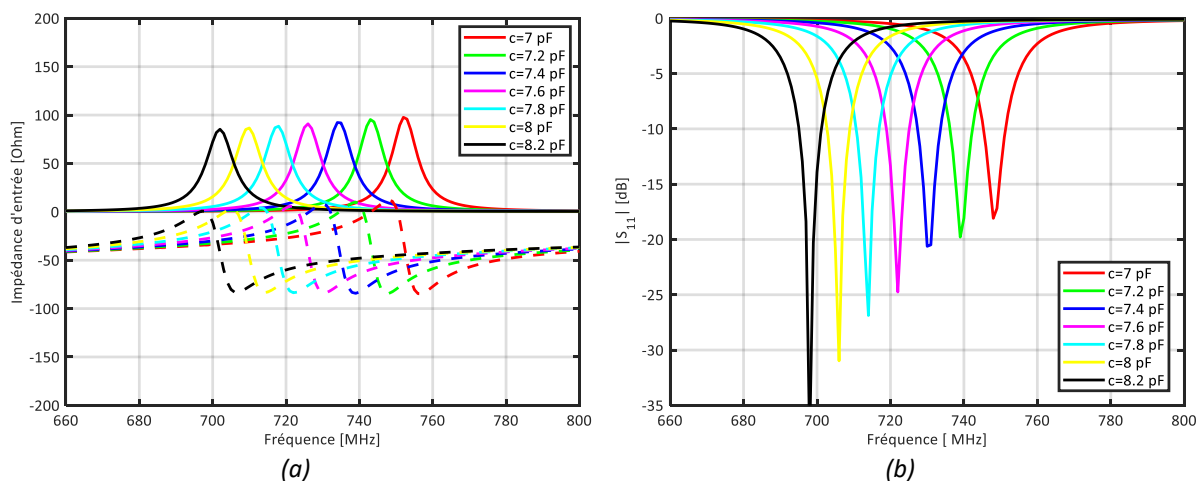 200
150
100
50
0
-50
-100
-150
-200
Impédance d'entrée [Ohm]
660
700
720
740
760
800
Fréquence [MHz]
c=7 pF
c=7.2 pF
c=7.4 pF
c=7.6 pF
c=7.8 pF
c=8 pF
c=8.2 pF
(a)
0
-5
-10
-15
-20
-25
-30
-35
|S11| [dB]
660
680
700
720
740
760
800
Fréquence [ MHz]
c=7 pF
c=7.2 pF
c=7.4 pF
c=7.6 pF
c=7.8 pF
c=8 pF
c=8.2 pF
(b)